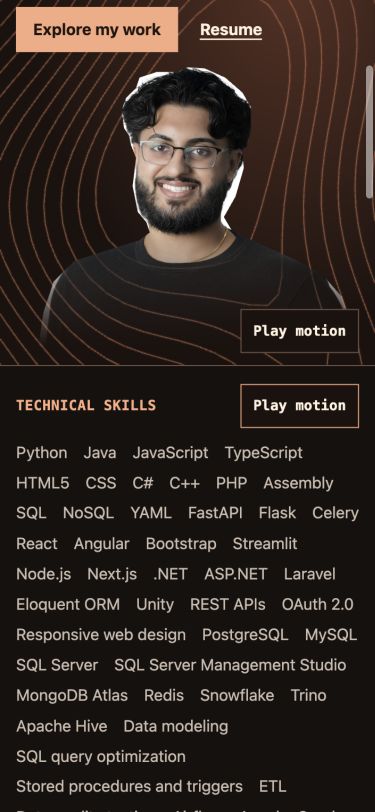 Explore my work Resume
Play motion
TECHNICAL SKILLS Play motion
Python Java JavaScript TypeScript
HTML5 CSS C# C++ PHP Assembly
SQL NoSQL YAML FastAPI Flask Celery
React Angular Bootstrap Streamlit
Node.js Next.js .NET ASP.NET Laravel
Eloquent ORM Unity REST APIs OAuth 2.0
Responsive web design PostgreSQL MySQL
SQL Server SQL Server Management Studio
MongoDB Atlas Redis Snowflake Trino
Apache Hive Data modeling
SQL query optimization
Stored procedures and triggers ETL